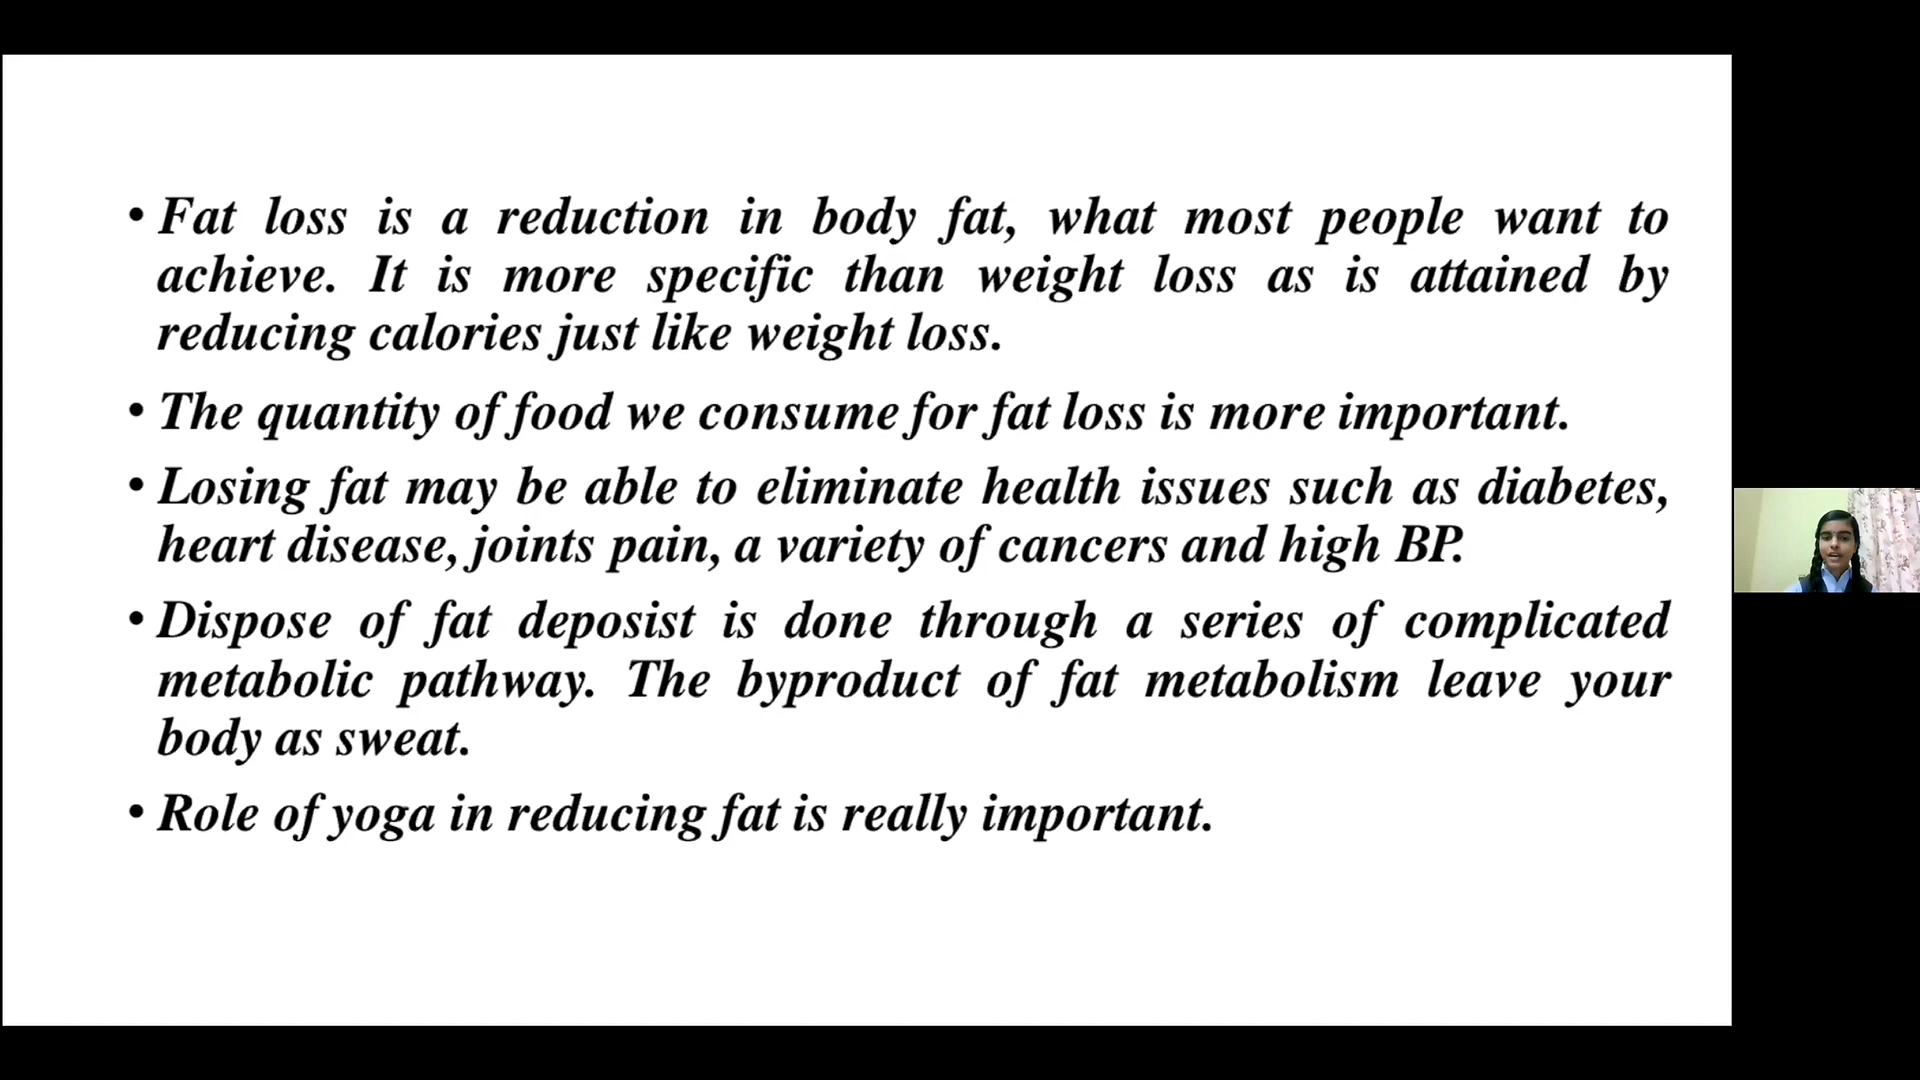 • Fat loss is a reduction in body fat, what most people want to
achieve. It is more specific than weight loss as is attained by
reducing calories just like weight loss.
• The quantity of food we consume for fat loss is more important.
• Losing fat may be able to eliminate health issues such as diabetes,
heart disease, joints pain, a variety of cancers and high BP.
• Dispose of fat deposist is done through a series of complicated
metabolic pathway. The byproduct of fat metabolism leave your
body as sweat.
• Role of yoga in reducing fat is really important.